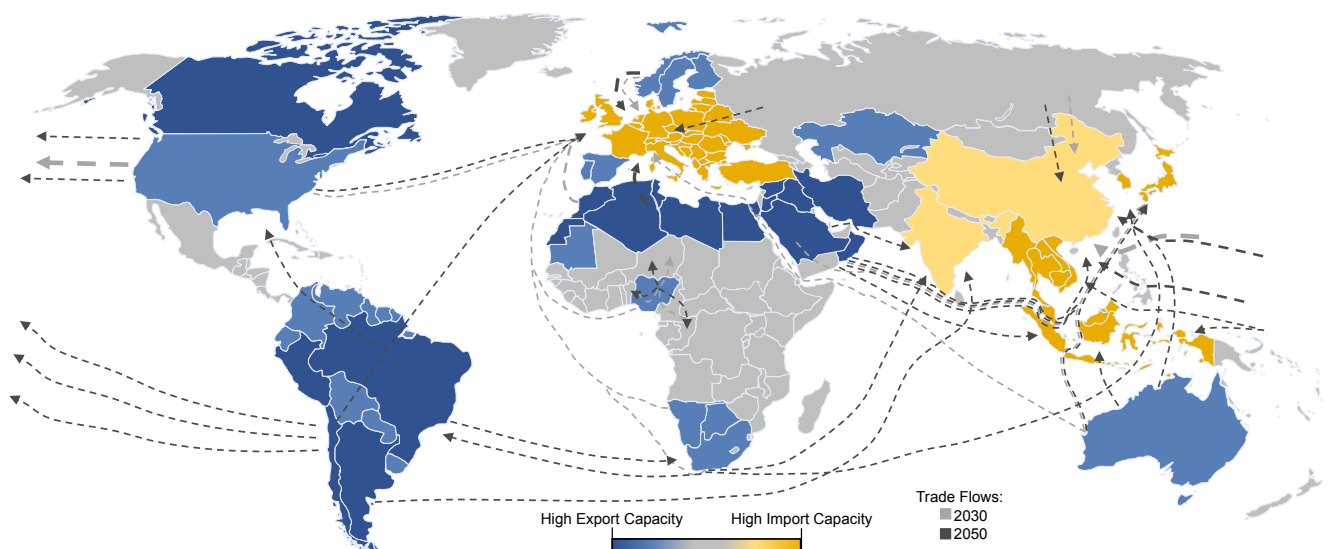 Trade Flows:
2030
2050
High Export Capacity
High Import Capacity